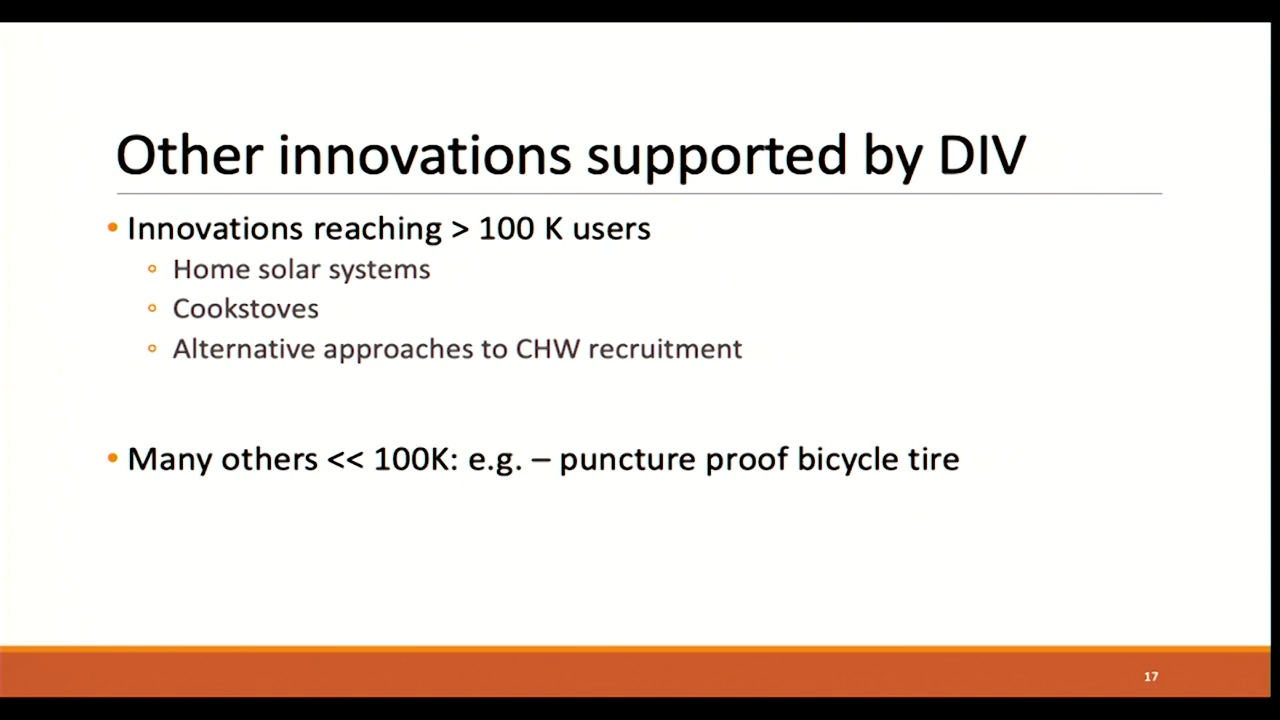 Other innovations supported by DIV
• Innovations reaching > 100 K users
◦ Home solar systems
◦ Cookstoves
◦ Alternative approaches to CHW recruitment
• Many others << 100K: e.g. – puncture proof bicycle tire
17